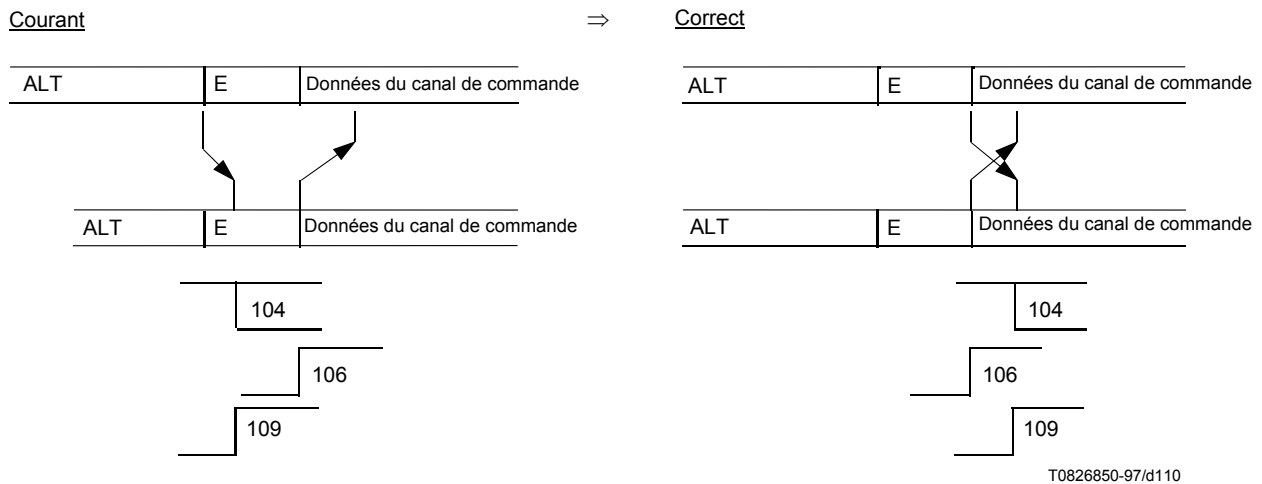 Courant ⇒ Correct
ALT E Données du canal de commande ALT E Données du canal de commande
ALT E Données du canal de commande ALT E Données du canal de commande
104 104
106 106
109 109
T0826850-97/d110